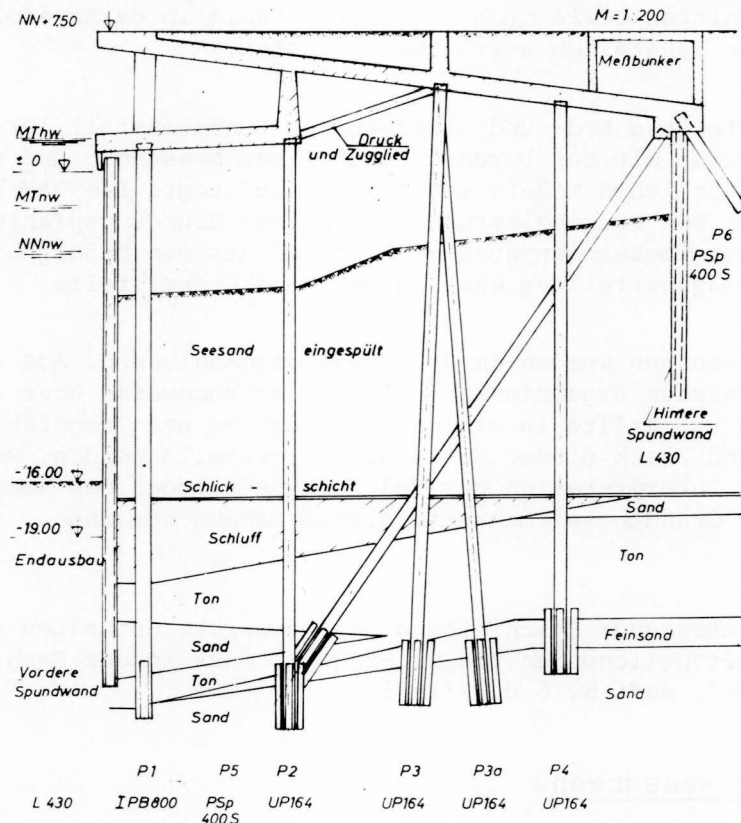 NN+7.50
M=1:200
Meßbunker
MThw
Druck
und Zugglied
± 0
MTnw
NNnw
P6
PSp
400 S
Seesand eingespült
Hintere
Spundwand
430
-16.00
Schlick schicht
Sand
-19.00
Schluff
Endausbau
Ton
Ton
Sand
Feinsand
Vordere
Spundwand
Ton
Sand
Sand
P1 P5 P2 P3 P3a P4
L 430 IPB800 PSp UP164 UP164 UP164 UP164
400 S